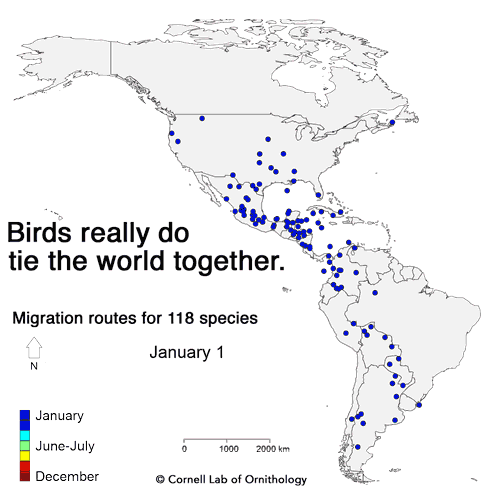 Birds really do
tie the world together.
Migration routes for 118 species
January 1
N
January
June-July
December
0 1000 2000 km
© Cornell Lab of Ornithology